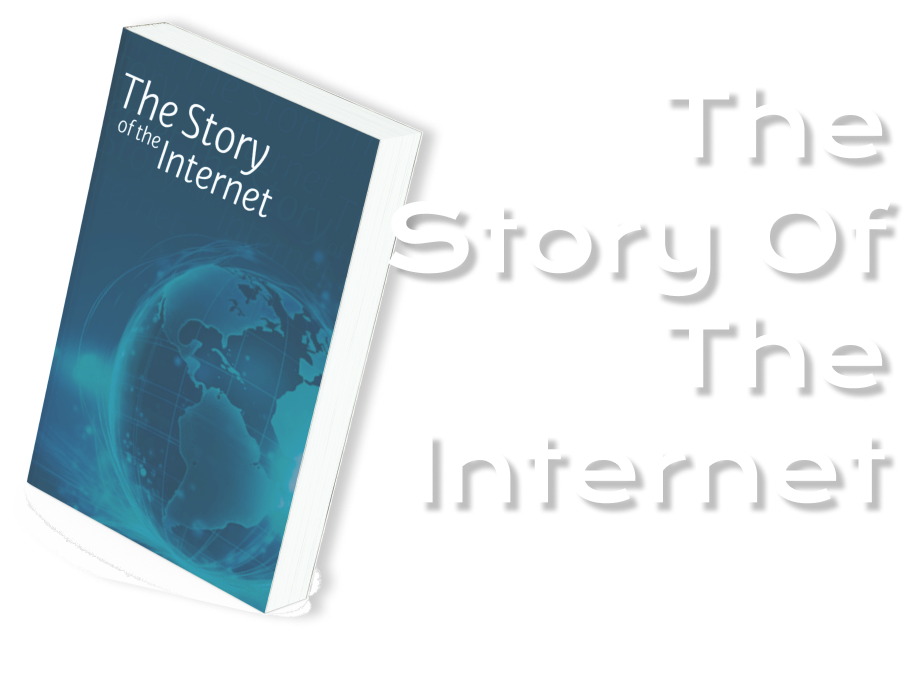 The Story
of the
Internet
The
Story Of
The
Internet